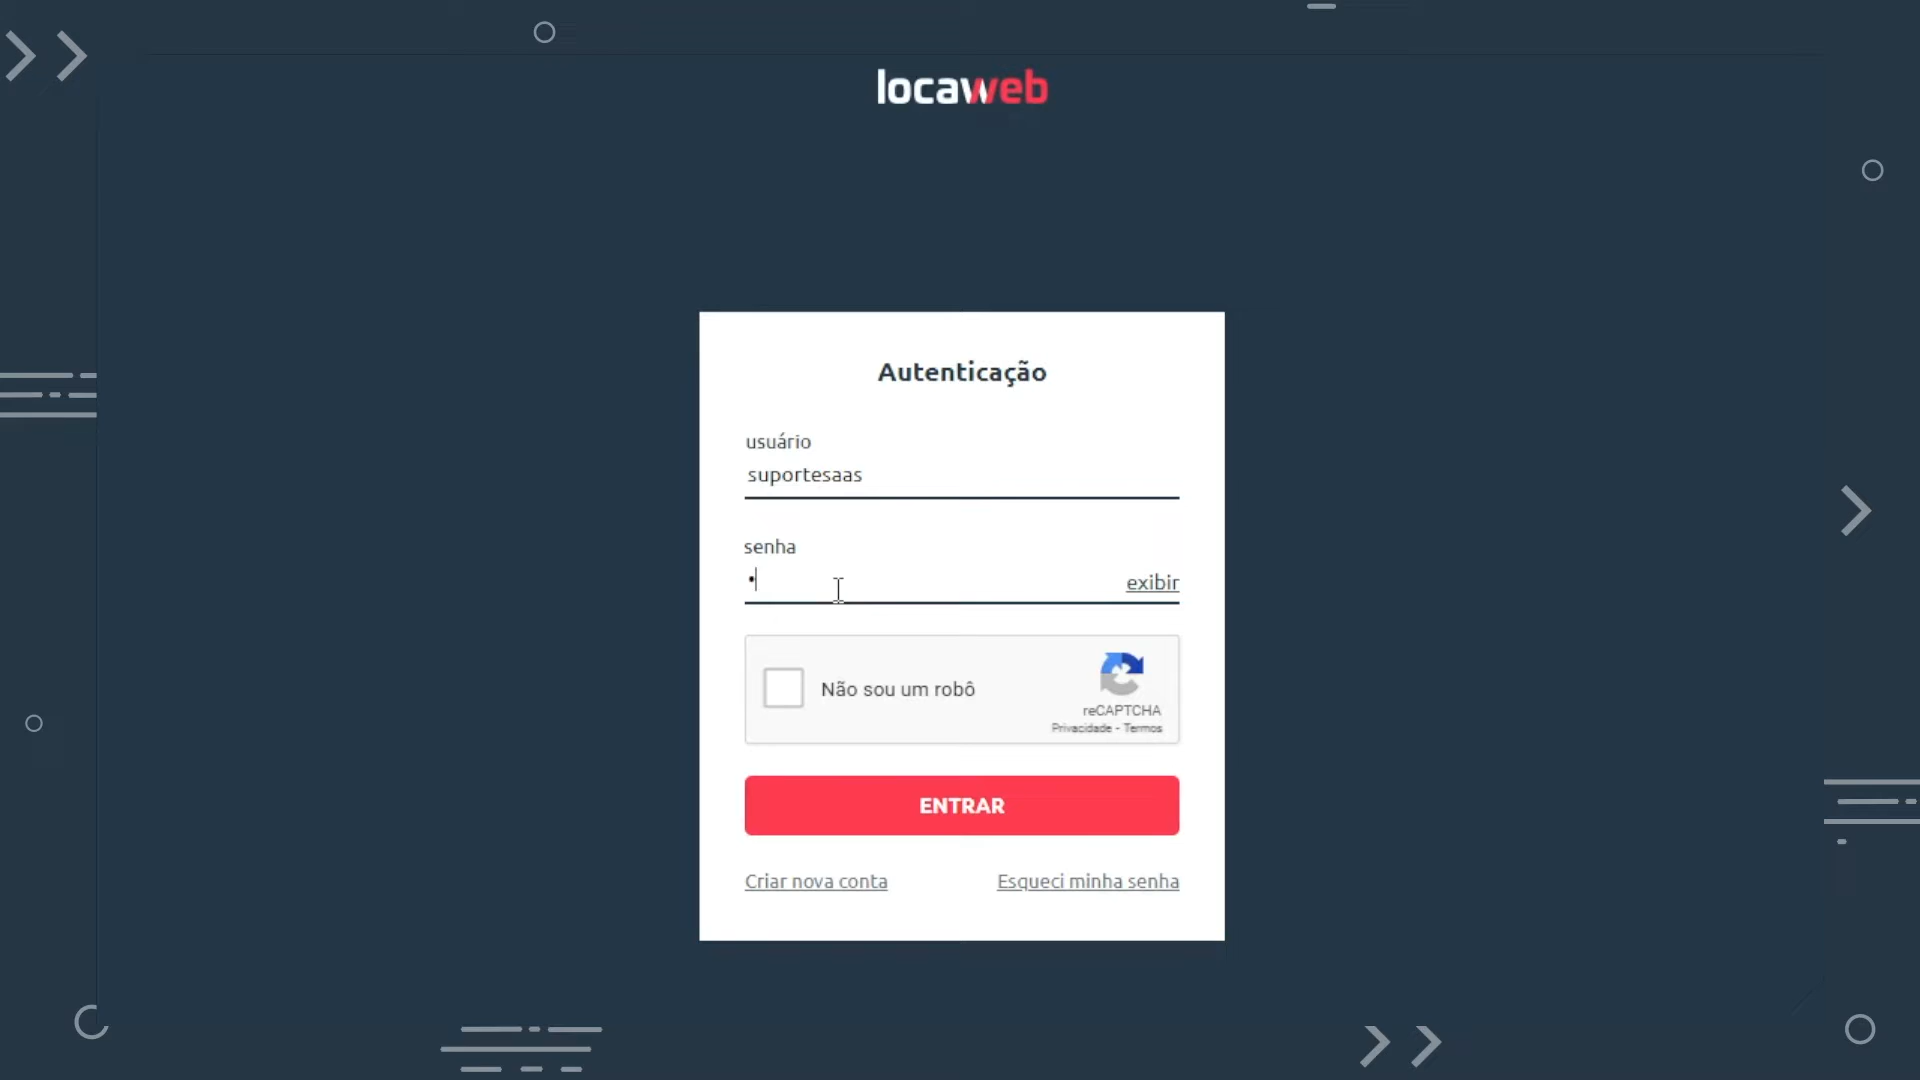 locaweb
Autenticação
usuário
suportesaas
senha
•
exibir
Não sou um robô
reCAPTCHA
Privacidade - Termos
ENTRAR
Criar nova conta
Esqueci minha senha